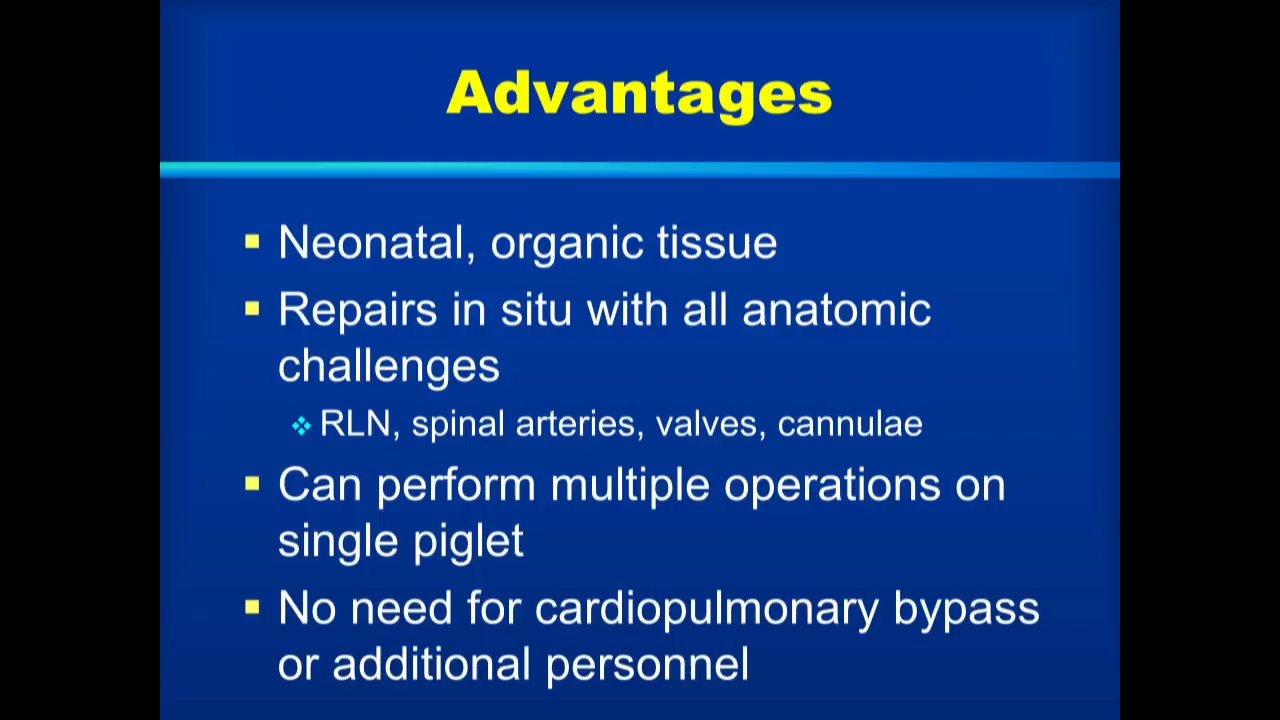 Advantages
Neonatal, organic tissue
Repairs in situ with all anatomic
challenges
RLN, spinal arteries, valves, cannulae
Can perform multiple operations on
single piglet
No need for cardiopulmonary bypass
or additional personnel